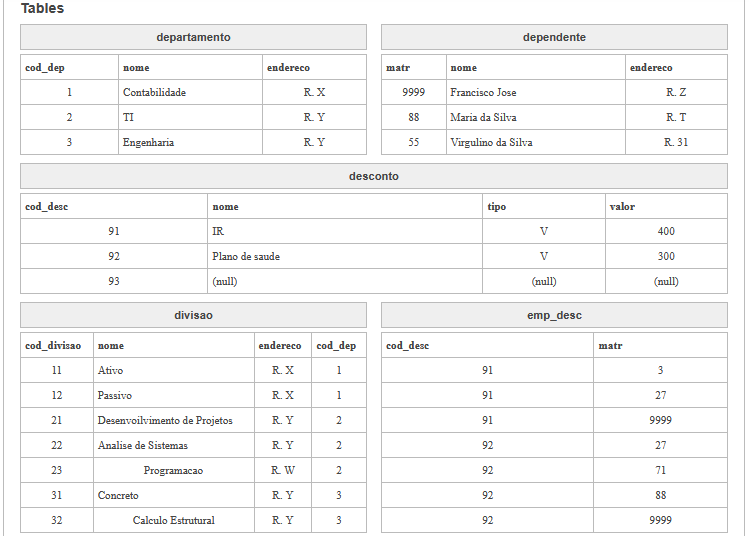 Tables
departamento
cod_dep nome endereco
1 Contabilidade R. X
2 TI R. Y
3 Engenharia R. Y
dependente
matr nome endereco
9999 Francisco Jose R. Z
88 Maria da Silva R. T
55 Virgulino da Silva R. 31
desconto
cod_desc nome tipo valor
91 IR V 400
92 Plano de saude V 300
93 (null) (null) (null)
divisao
cod_divisao nome endereco cod_dep
11 Ativo R. X 1
12 Passivo R. X 1
21 Desenvoilvimento de Projetos R. Y 2
22 Analise de Sistemas R. Y 2
23 Programacao R. W 2
31 Concreto R. Y 3
32 Calculo Estrutural R. Y 3
emp_desc
cod_desc matr
91 3
91 27
91 9999
92 27
92 71
92 88
92 9999